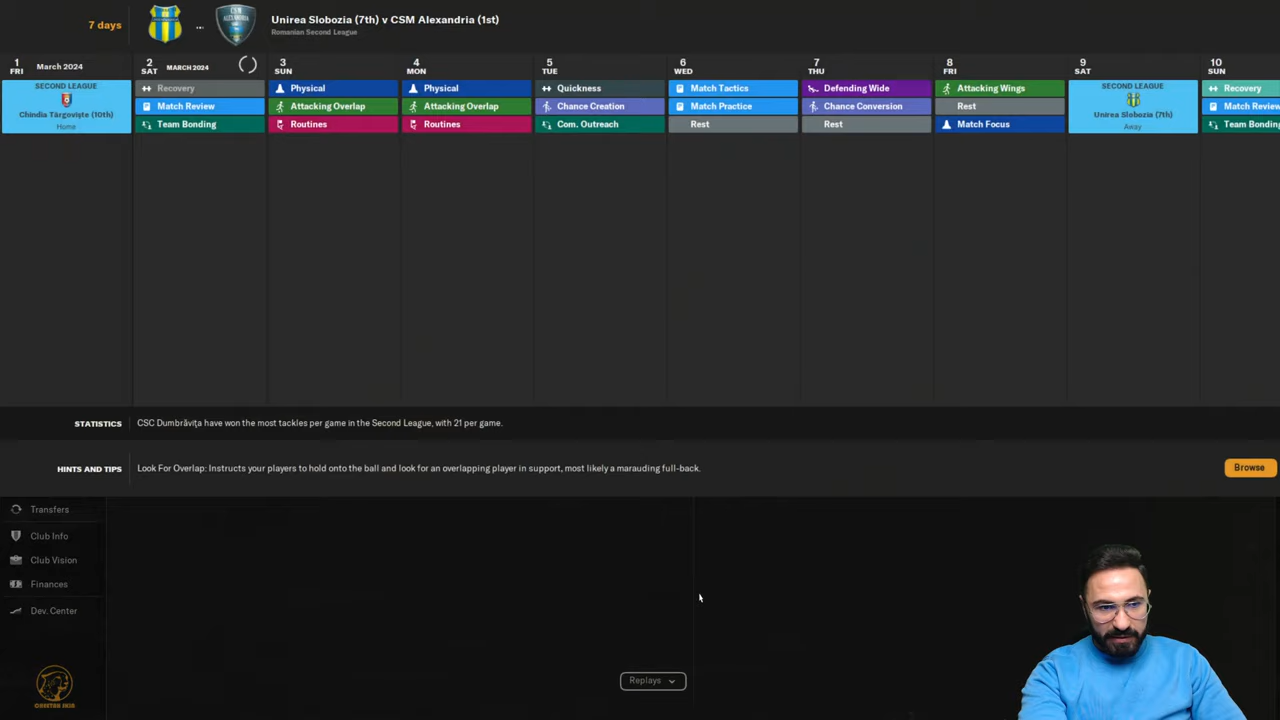 7 days
CSM ALEXANDRIA
...
Unirea Slobozia (7th) v CSM Alexandria (1st)
Romanian Second League
1 FRI March 2024
2 SAT MARCH 2024
3 SUN
4 MON
5 TUE
6 WED
7 THU
8 FRI
9 SAT
10 SUN
SECOND LEAGUE
Chindia Târgoviște (10th)
Home
Recovery
Match Review
Team Bonding
Physical
Attacking Overlap
Routines
Physical
Attacking Overlap
Routines
Quickness
Chance Creation
Com. Outreach
Match Tactics
Match Practice
Rest
Defending Wide
Chance Conversion
Rest
Attacking Wings
Rest
Match Focus
SECOND LEAGUE
Unirea Slobozia (7th)
Away
Recovery
Match Review
Team Bonding
STATISTICS CSC Dumbrăvița have won the most tackles per game in the Second League, with 21 per game.
HINTS AND TIPS Look For Overlap: Instructs your players to hold onto the ball and look for an overlapping player in support, most likely a marauding full-back. Browse
Transfers
Club Info
Club Vision
Finances
Dev. Center
Replays
CHEETAH SKIN